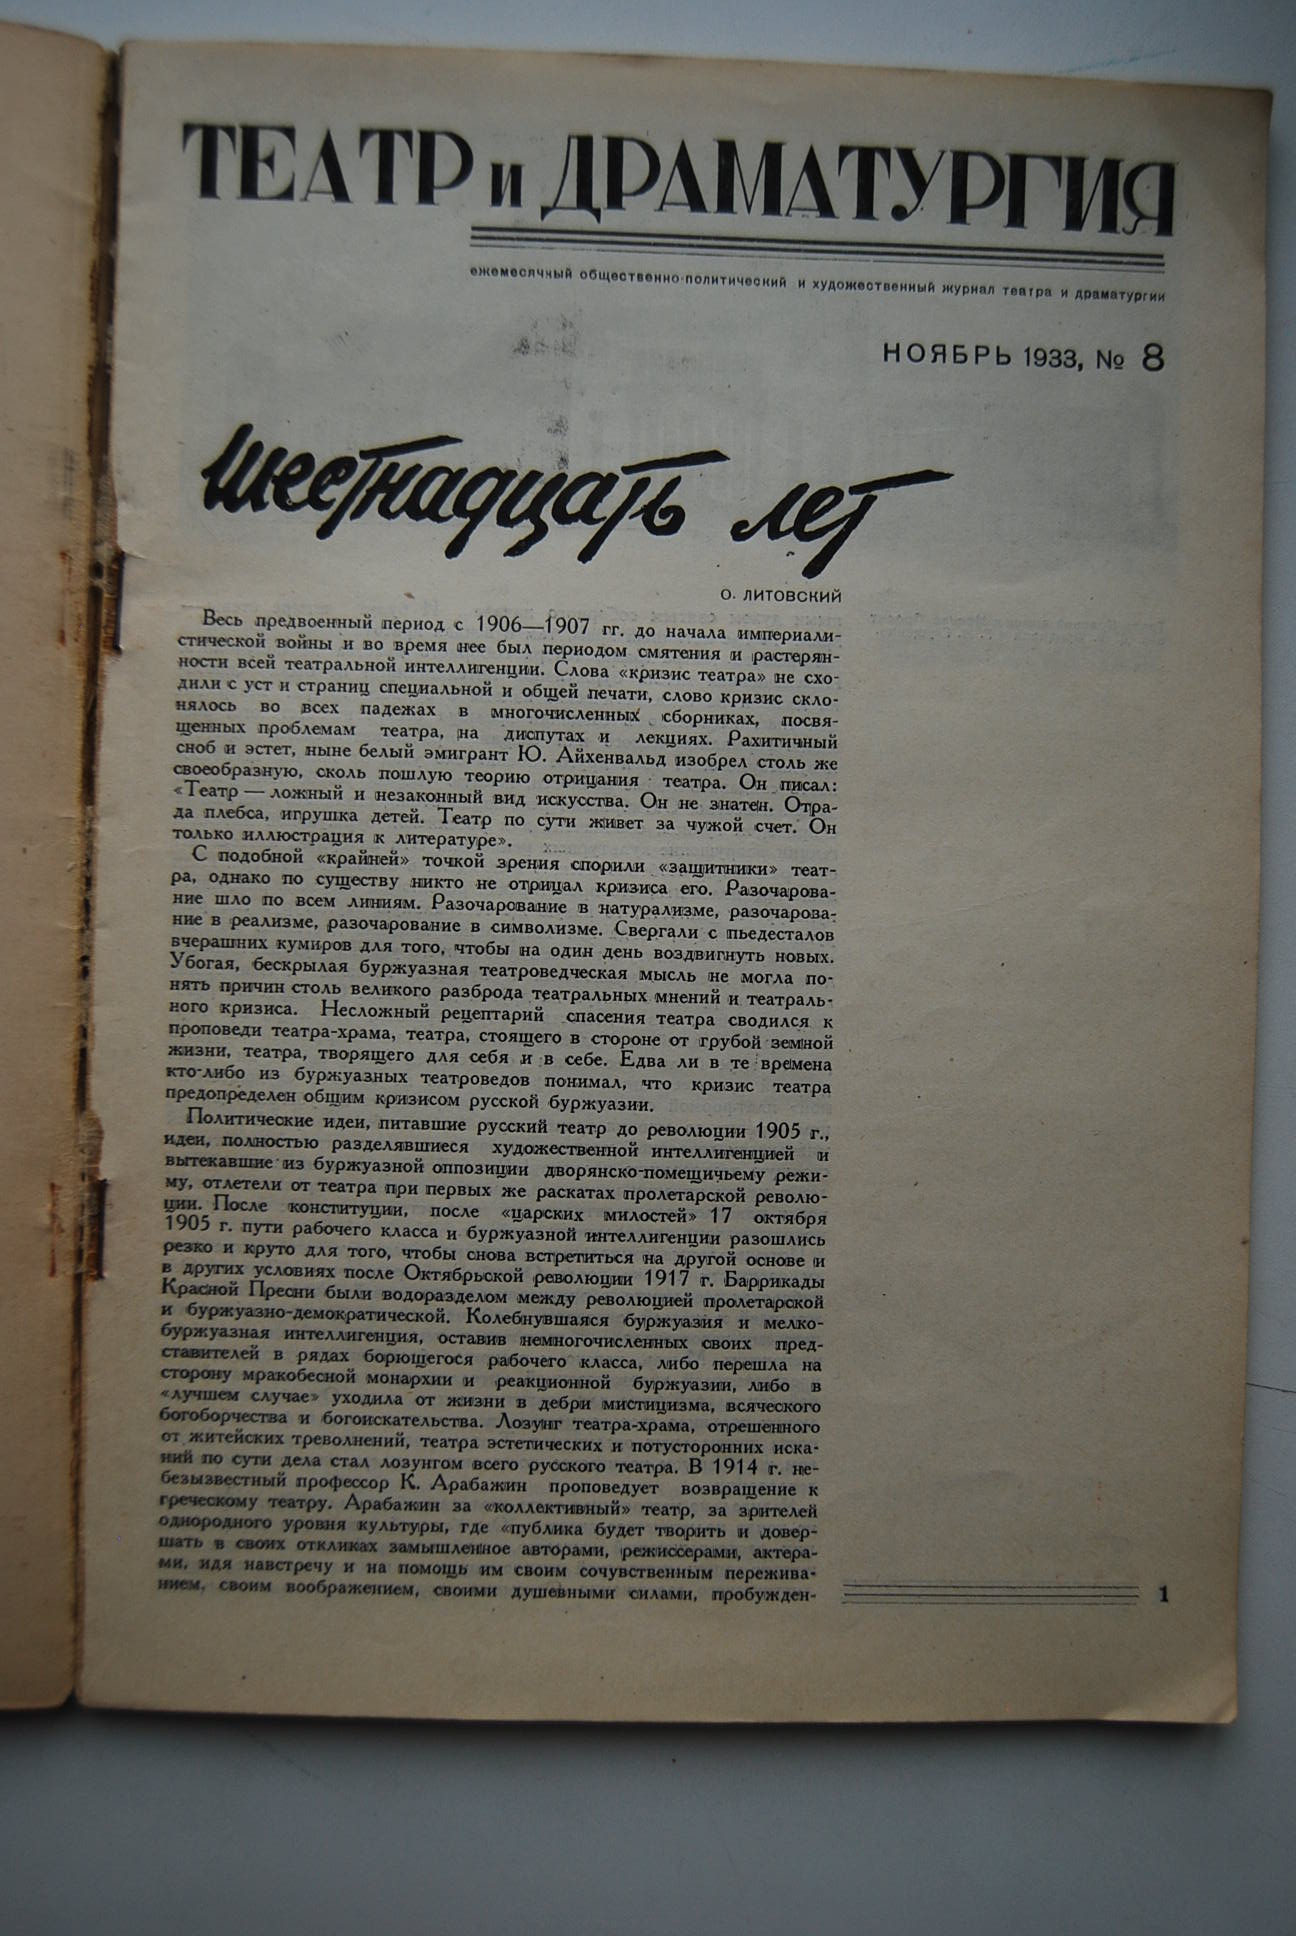 ТЕАТР и ДРАМАТУРГИЯ
ежемесячный общественно-политический и художественный журнал театра и драматургии
НОЯБРЬ 1933, № 8
шестнадцать лет
О. ЛИТОВСКИЙ
Весь предвоенный период с 1906—1907 гг. до начала империали-
стической войны и во время нее был периодом смятения и растерян-
ности всей театральной интеллигенции. Слова «кризис театра» не схо-
дили с уст и страниц специальной и общей печати, слово кризис скло-
нялось во всех падежах в многочисленных сборниках, посвя-
щенных проблемам театра, на диспутах и лекциях. Рахитичный
сноб и эстет, ныне белый эмигрант Ю. Айхенвальд изобрел столь же
своеобразную, сколь пошлую теорию отрицания театра. Он писал:
«Театр — ложный и незаконный вид искусства. Он не знатен. Отра-
да плебса, игрушка детей. Театр по сути живет за чужой счет. Он
только иллюстрация к литературе».
С подобной «крайней» точкой зрения спорили «защитники» теат-
ра, однако по существу никто не отрицал кризиса его. Разочарова-
ние шло по всем линиям. Разочарование в натурализме, разочарова-
ние в реализме, разочарование в символизме. Свергали с пьедесталов
вчерашних кумиров для того, чтобы на один день воздвигнуть новых.
Убогая, бескрылая буржуазная театроведческая мысль не могла по-
нять причин столь великого разброда театральных мнений и театраль-
ного кризиса. Несложный рецептарий спасения театра сводился к
проповеди театра-храма, театра, стоящего в стороне от грубой земной
жизни, театра, творящего для себя и в себе. Едва ли в те времена
кто-либо из буржуазных театроведов понимал, что кризис театра
предопределен общим кризисом русской буржуазии.
Политические идеи, питавшие русский театр до революции 1905 г.,
идеи, полностью разделявшиеся художественной интеллигенцией и
вытекавшие из буржуазной оппозиции дворянско-помещичьему режи-
му, отлетели от театра при первых же раскатах пролетарской револю-
ции. После конституции, после «царских милостей» 17 октября
1905 г. пути рабочего класса и буржуазной интеллигенции разошлись
резко и круто для того, чтобы снова встретиться на другой основе и
в других условиях после Октябрьской революции 1917 г. Баррикады
Красной Пресни были водоразделом между революцией пролетарской
и буржуазно-демократической. Колебнувшаяся буржуазия и мелко-
буржуазная интеллигенция, оставив немногочисленных своих пред-
ставителей в рядах борющегося рабочего класса, либо перешла на
сторону мракобесной монархии и реакционной буржуазии, либо в
«лучшем случае» уходила от жизни в дебри мистицизма, всяческого
богоборчества и богоискательства. Лозунг театра-храма, отрешенного
от житейских треволнений, театра эстетических и потусторонних иска-
ний по сути дела стал лозунгом всего русского театра. В 1914 г. не-
безызвестный профессор К. Арабажин проповедует возвращение к
греческому театру. Арабажин за «коллективный» театр, за зрителей
однородного уровня культуры, где «публика будет творить и довер-
шать в своих откликах замышленное авторами, режиссерами, актера-
ми, идя навстречу и на помощь им своим сочувственным пережива-
нием, своим воображением, своими душевными силами, пробужден-
1